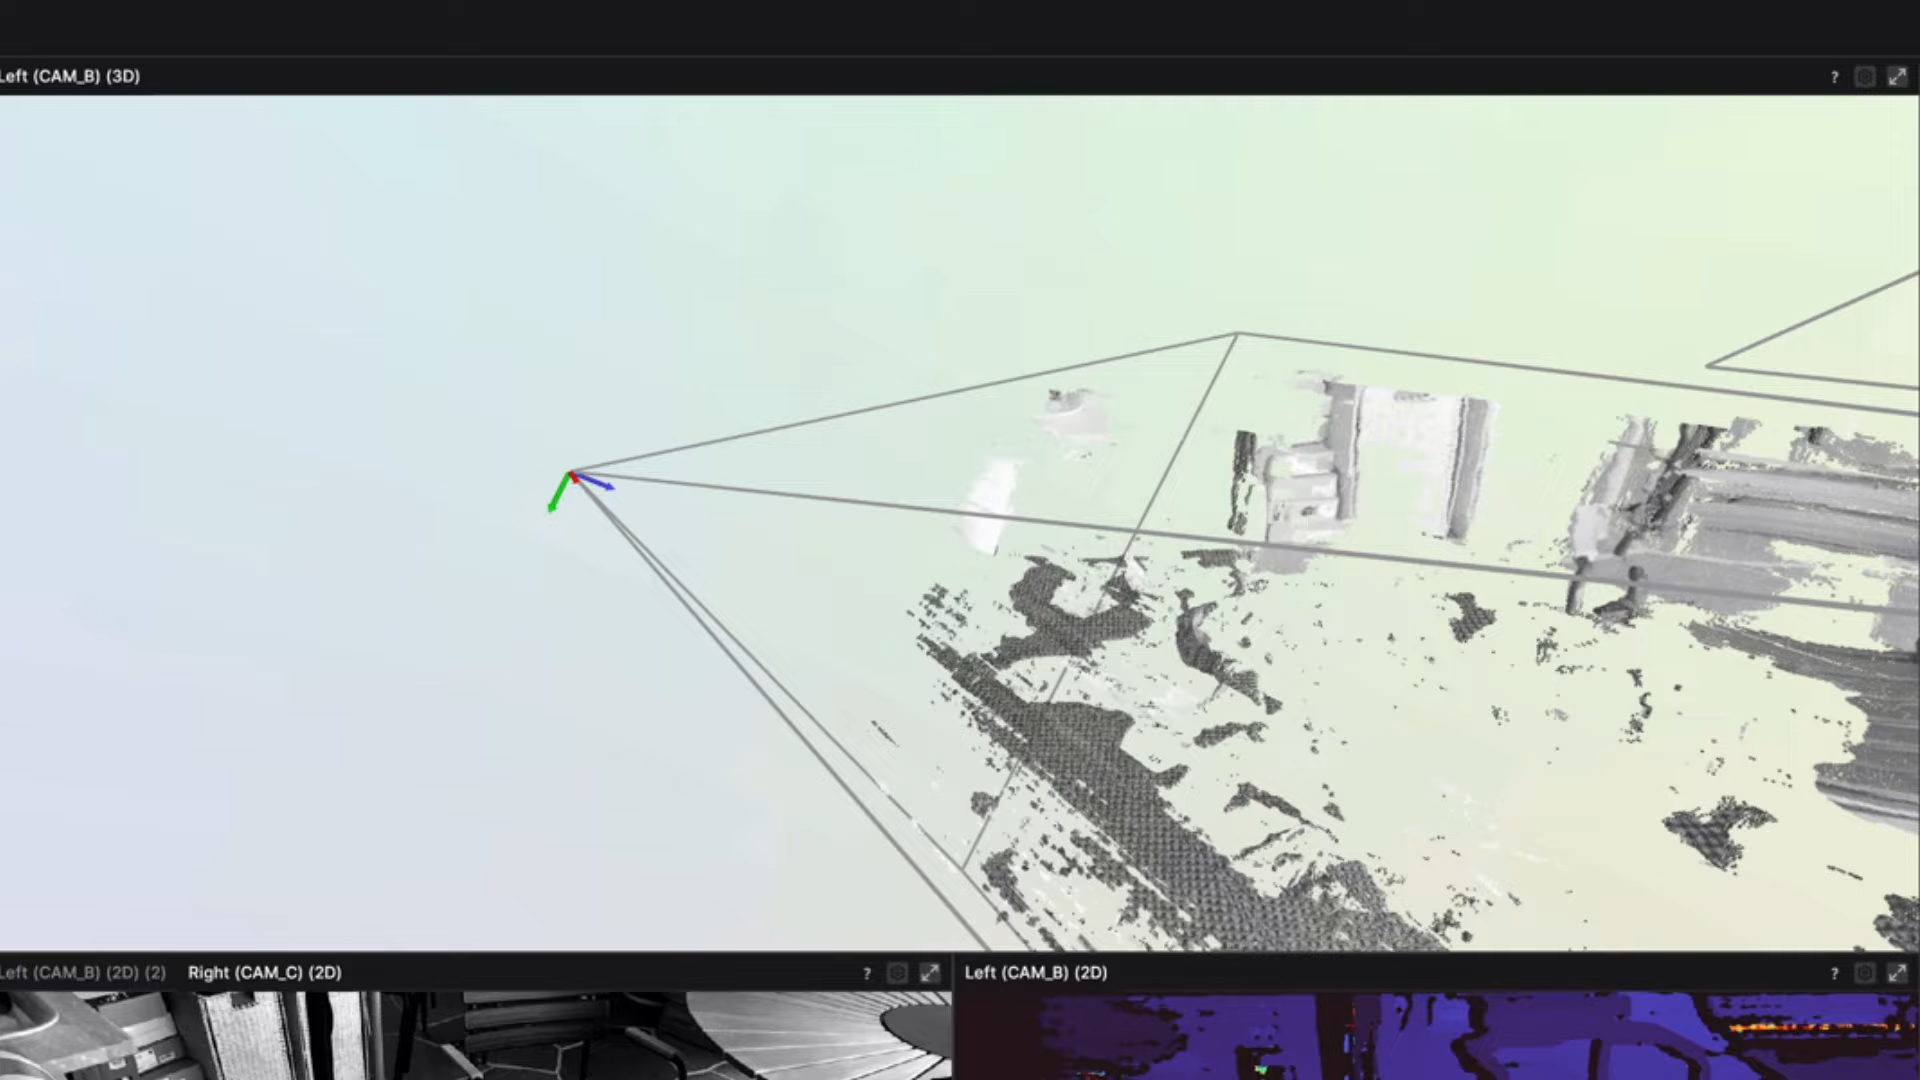 Left (CAM_B) (3D)
?
Left (CAM_B) (2D) (2) Right (CAM_C) (2D)
?
Left (CAM_B) (2D)
?